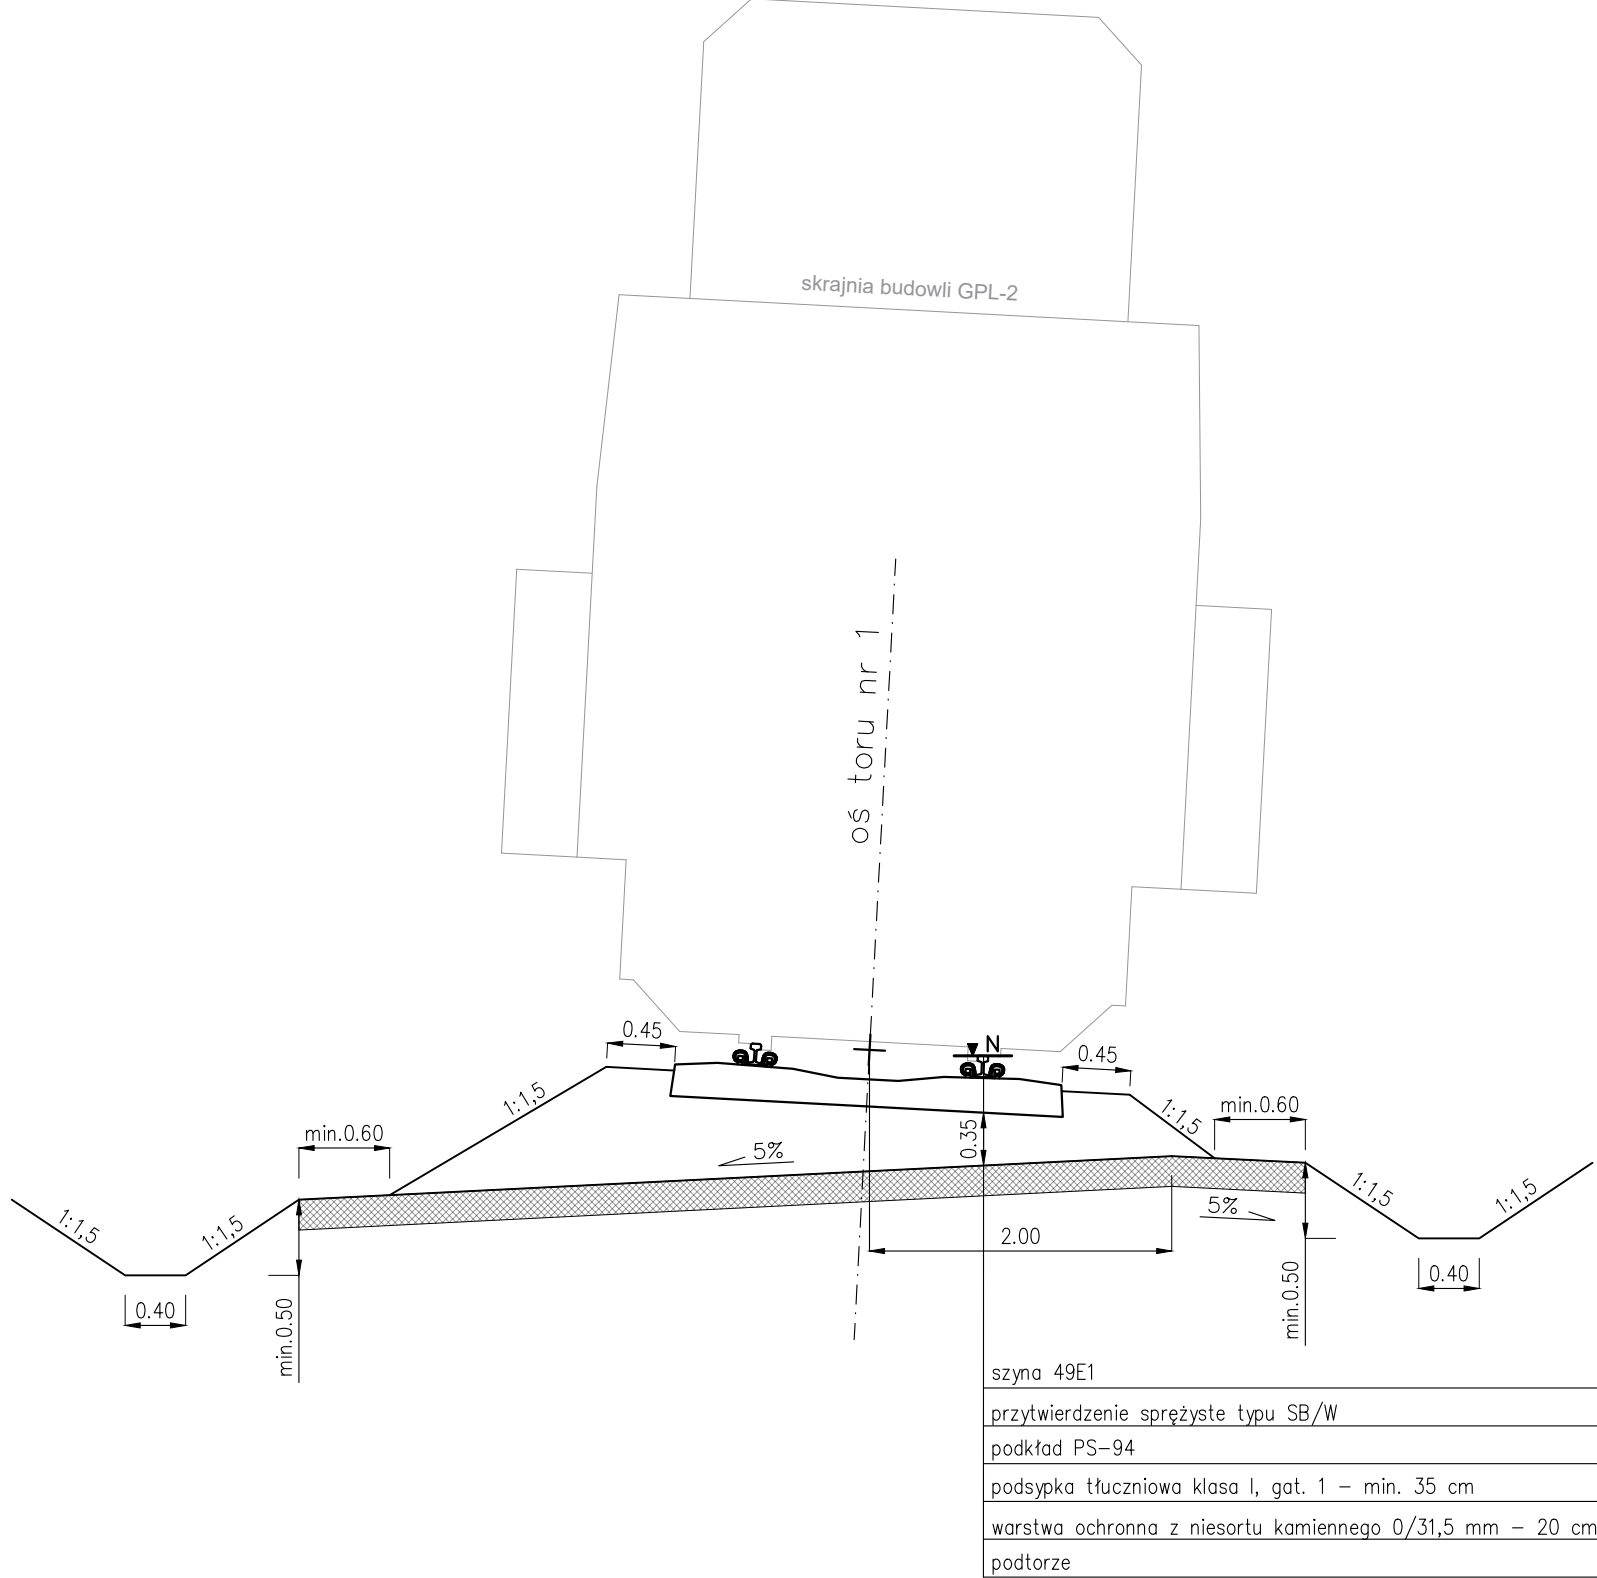 skrajnia budowli GPL-2
oś toru nr 1
0.45
N
0.45
1:1,5
1:1,5
min.0.60
min.0.60
5%
0.35
1:1,5
1:1,5
1:1,5
1:1,5
5%
2.00
0.40
min.0.50
min.0.50
0.40
szyna 49E1
przytwierdzenie sprężyste typu SB/W
podkład PS-94
podsypka tłuczniowa klasa I, gat. 1 - min. 35 cm
warstwa ochronna z niesortu kamiennego 0/31,5 mm - 20 cm
podtorze